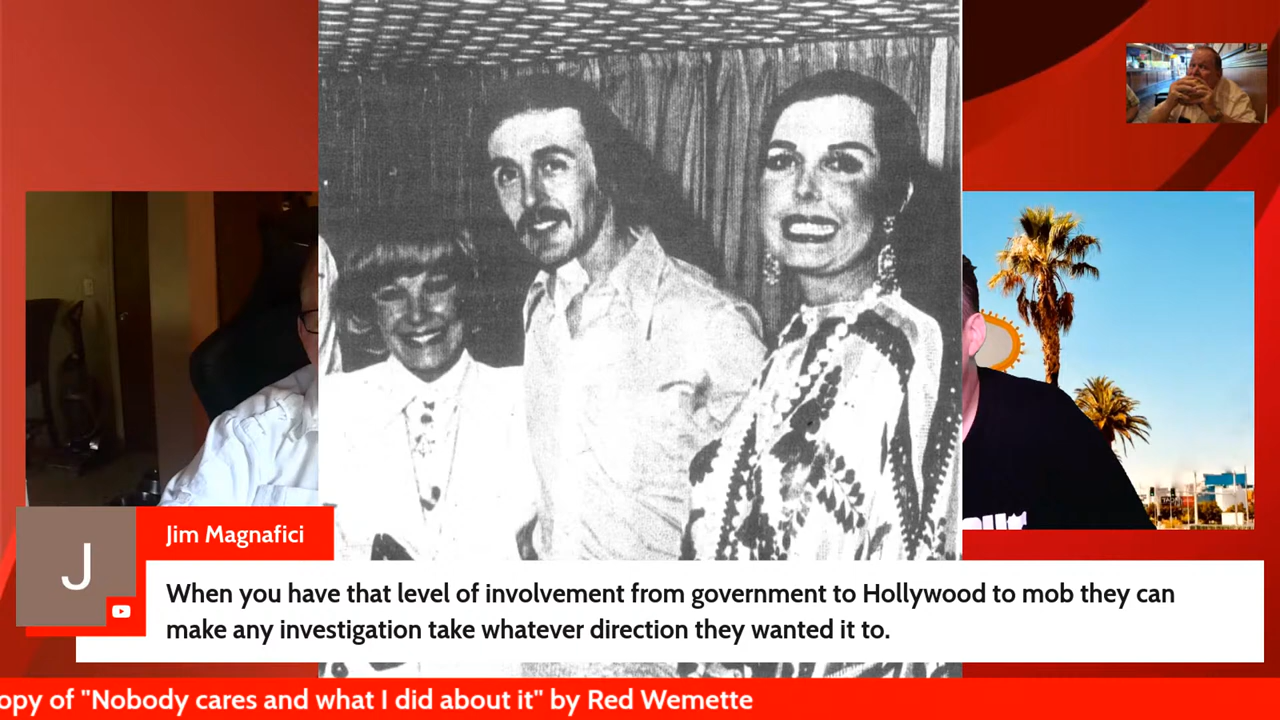 Jim Magnafici
J
When you have that level of involvement from government to Hollywood to mob they can
make any investigation take whatever direction they wanted it to.
opy of "Nobody cares and what I did about it" by Red Wemette